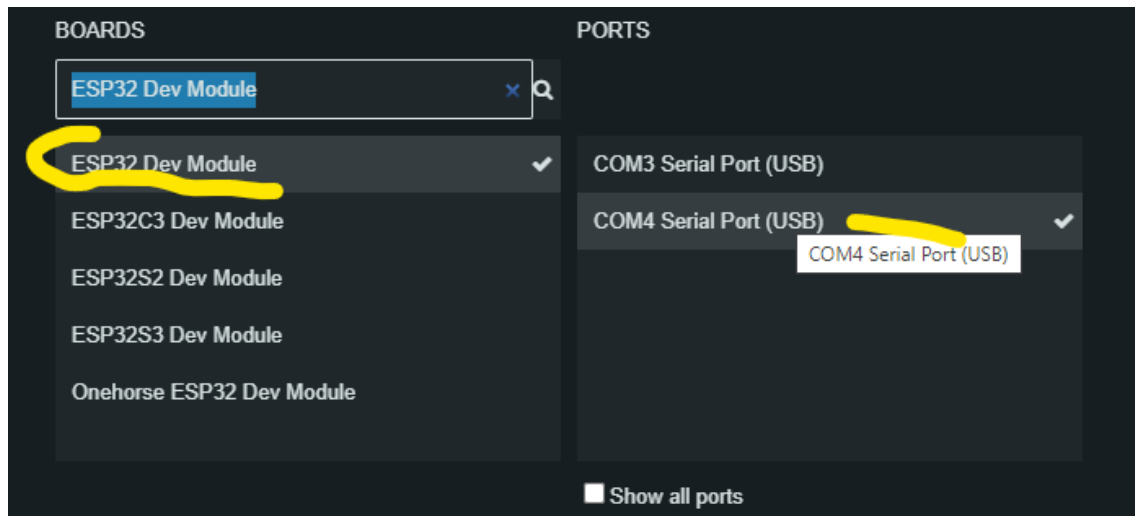 BOARDS
ESP32 Dev Module
ESP32 Dev Module
ESP32C3 Dev Module
ESP32S2 Dev Module
ESP32S3 Dev Module
Onehorse ESP32 Dev Module
PORTS
COM3 Serial Port (USB)
COM4 Serial Port (USB)
COM4 Serial Port (USB)
Show all ports